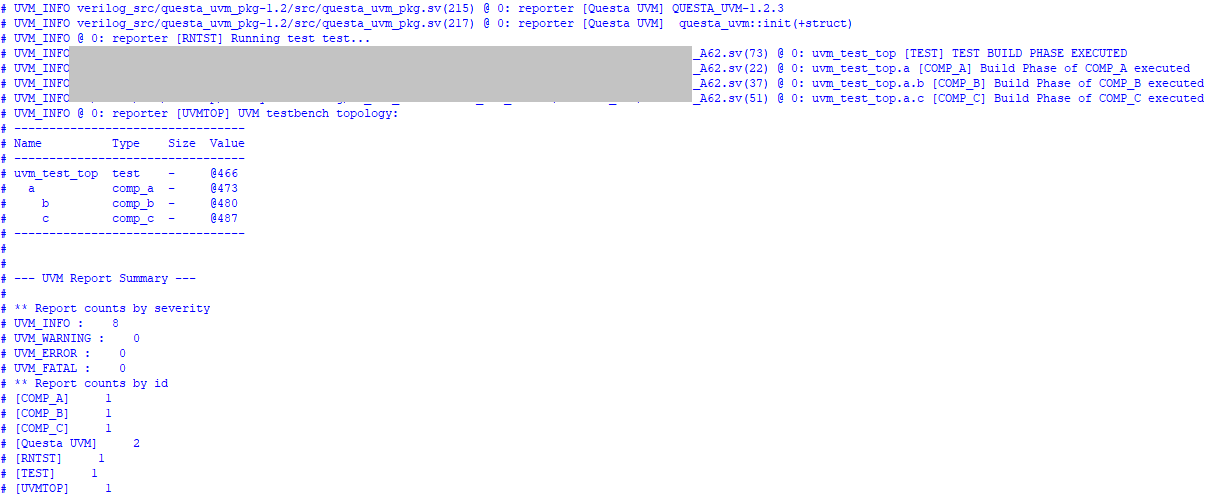 # UVM_INFO verilog_src/questa_uvm_pkg-1.2/src/questa_uvm_pkg.sv(215) @ 0: reporter [Questa UVM] QUESTA_UVM-1.2.3
# UVM_INFO verilog_src/questa_uvm_pkg-1.2/src/questa_uvm_pkg.sv(217) @ 0: reporter [Questa UVM]  questa_uvm::init(+struct)
# UVM_INFO @ 0: reporter [RNTST] Running test test...
# UVM_INFO _A62.sv(73) @ 0: uvm_test_top [TEST] TEST BUILD PHASE EXECUTED
# UVM_INFO _A62.sv(22) @ 0: uvm_test_top.a [COMP_A] Build Phase of COMP_A executed
# UVM_INFO _A62.sv(37) @ 0: uvm_test_top.a.b [COMP_B] Build Phase of COMP_B executed
# UVM_INFO _A62.sv(51) @ 0: uvm_test_top.a.c [COMP_C] Build Phase of COMP_C executed
# UVM_INFO @ 0: reporter [UVMTOP] UVM testbench topology:
# ---------------------------------
# Name          Type    Size  Value
# ---------------------------------
# uvm_test_top  test    -     @466
#   a           comp_a  -     @473
#     b         comp_b  -     @480
#     c         comp_c  -     @487
# ---------------------------------
#
#
# --- UVM Report Summary ---
#
# ** Report counts by severity
# UVM_INFO :    8
# UVM_WARNING :    0
# UVM_ERROR :    0
# UVM_FATAL :    0
# ** Report counts by id
# [COMP_A]     1
# [COMP_B]     1
# [COMP_C]     1
# [Questa UVM]     2
# [RNTST]     1
# [TEST]     1
# [UVMTOP]     1